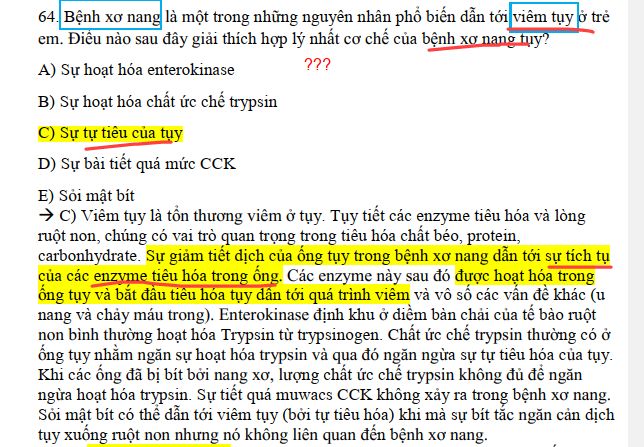 64. Bệnh xơ nang là một trong những nguyên nhân phổ biến dẫn tới viêm tụy ở trẻ
em. Điều nào sau đây giải thích hợp lý nhất cơ chế của bệnh xơ nang tuy?
A) Sự hoạt hóa enterokinase
???
B) Sự hoạt hóa chất ức chế trypsin
C) Sự tự tiêu của tụy
D) Sự bài tiết quá mức CCK
E) Sỏi mật bít
→ C) Viêm tụy là tổn thương viêm ở tụy. Tụy tiết các enzyme tiêu hóa và lòng
ruột non, chúng có vai trò quan trọng trong tiêu hóa chất béo, protein,
carbonhydrate. Sự giảm tiết dịch của ống tụy trong bệnh xơ nang dẫn tới sự tích tụ
của các enzyme tiêu hóa trong ống. Các enzyme này sau đó được hoạt hóa trong
ống tụy và bắt đầu tiêu hóa tụy dẫn tới quá trình viêm và vô số các vấn đề khác (u
nang và chảy máu trong). Enterokinase định khu ở diềm bàn chải của tế bào ruột
non bình thường hoạt hóa Trypsin từ trypsinogen. Chất ức chế trypsin thường có ở
ống tụy nhằm ngăn sự hoạt hóa trypsin và qua đó ngăn ngừa sự tự tiêu hóa của tụy.
Khi các ống đã bị bít bởi nang xơ, lượng chất ức chế trypsin không đủ để ngăn
ngừa hoạt hóa trypsin. Sự tiết quá muwacs CCK không xảy ra trong bệnh xơ nang.
Sỏi mật bít có thể dẫn tới viêm tụy (bởi tự tiêu hóa) khi mà sự bít tắc ngăn cản dịch
tụy xuống ruột non nhưng nó không liên quan đến bệnh xơ nang.